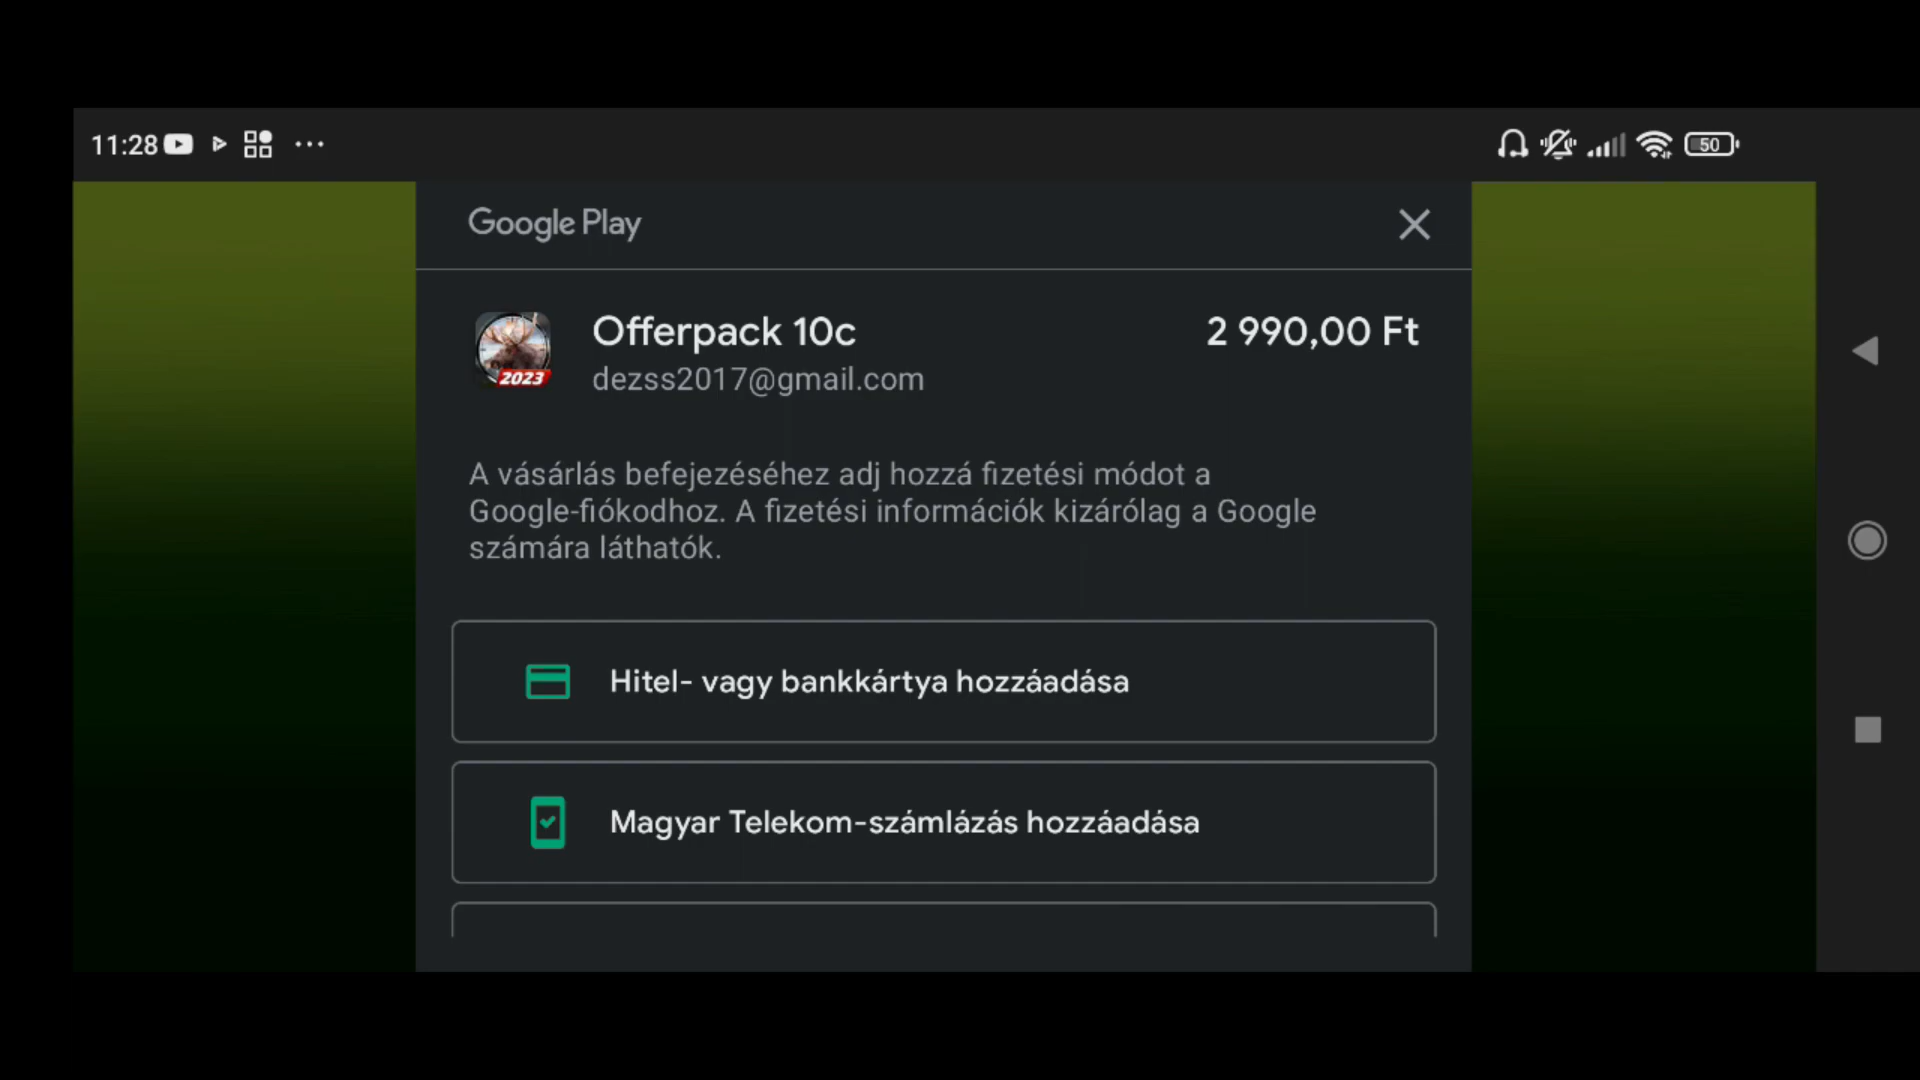 11:28
50
Google Play
Offerpack 10c
2 990,00 Ft
2023
dezss2017@gmail.com
A vásárlás befejezéséhez adj hozzá fizetési módot a
Google-fiókodhoz. A fizetési információk kizárólag a Google
számára láthatók.
Hitel- vagy bankkártya hozzáadása
Magyar Telekom-számlázás hozzáadása